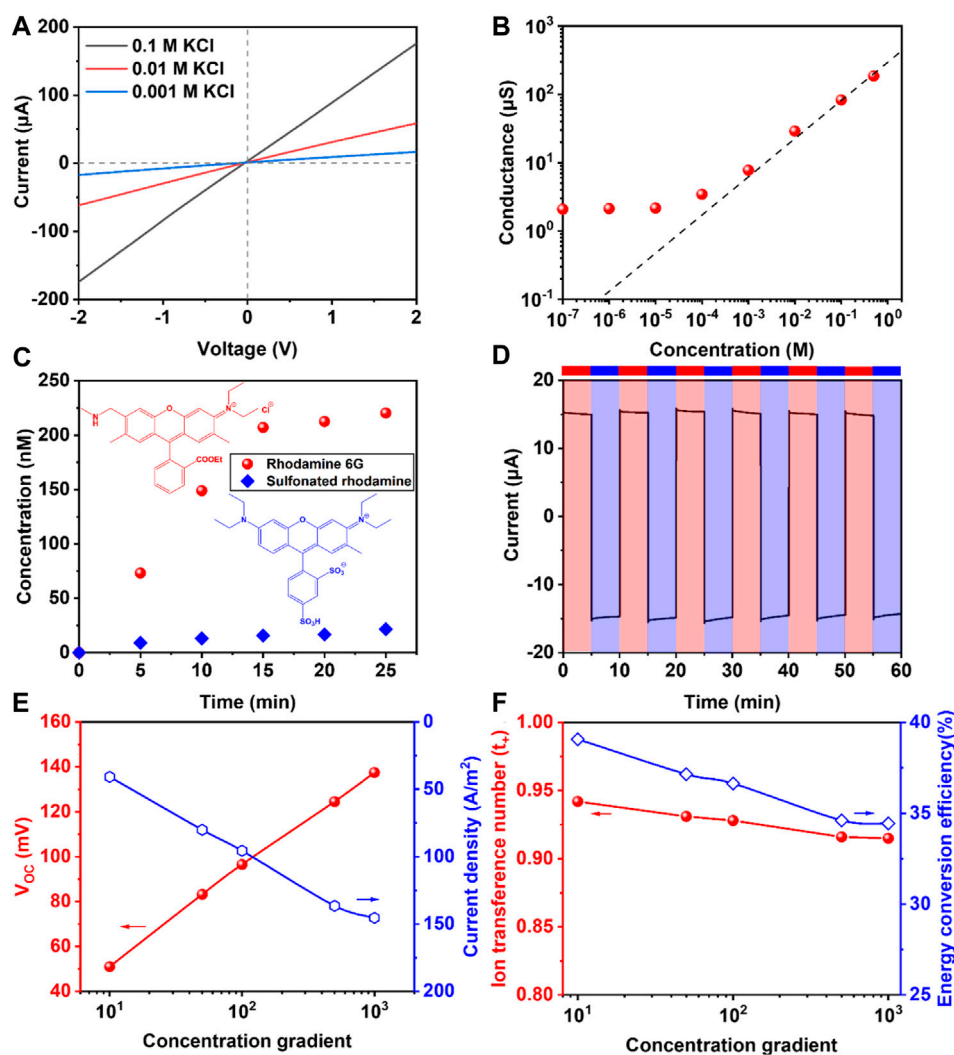 A
200
100
0
-100
-200
Current (μA)
0.1 M KCl
0.01 M KCl
0.001 M KCl
-2
-1
0
1
2
Voltage (V)
B
10³
10²
10¹
10⁰
10⁻¹
Conductance (μS)
10⁻⁷ 10⁻⁶ 10⁻⁵ 10⁻⁴ 10⁻³ 10⁻² 10⁻¹ 10⁰
Concentration (M)
C
250
200
150
100
50
0
Concentration (nM)
N
H
O
N⊕
Cl⊖
COOEt
Rhodamine 6G
Sulfonated rhodamine
N
O
N⊕
SO₃⊖
SO₃H
0 5 10 15 20 25
Time (min)
D
20
10
0
-10
-20
Current (μA)
0 10 20 30 40 50 60
Time (min)
E
160
140
120
100
80
60
40
V_OC (mV)
0
50
100
150
200
Current density (A/m²)
10¹ 10² 10³
Concentration gradient
F
1.00
0.95
0.90
0.85
0.80
Ion transference number (t₊)
40
35
30
25
Energy conversion efficiency(%)
10¹ 10² 10³
Concentration gradient